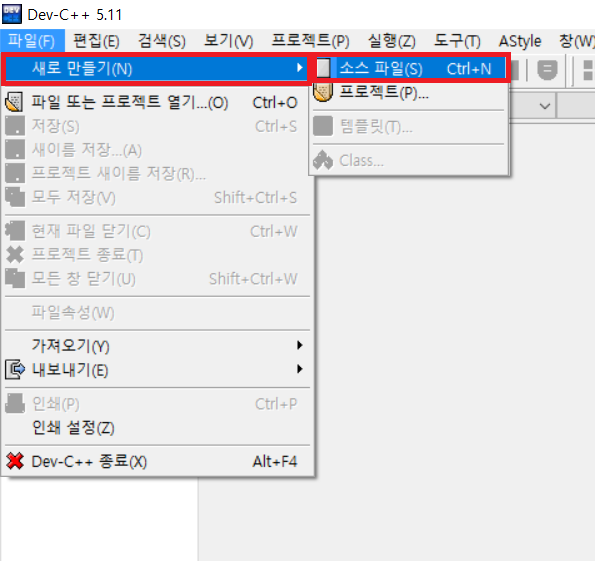 Dev-C++ 5.11
파일(F) 편집(E) 검색(S) 보기(V) 프로젝트(P) 실행(Z) 도구(T) AStyle 창(W)
새로 만들기(N)
소스 파일(S) Ctrl+N
프로젝트(P)...
템플릿(T)...
Class...
파일 또는 프로젝트 열기...(O) Ctrl+O
저장(S) Ctrl+S
새이름 저장...(A)
프로젝트 새이름 저장(R)...
모두 저장(V) Shift+Ctrl+S
현재 파일 닫기(C) Ctrl+W
프로젝트 종료(T)
모든 창 닫기(U) Shift+Ctrl+W
파일속성(W)
가져오기(Y)
내보내기(E)
인쇄(P) Ctrl+P
인쇄 설정(Z)
Dev-C++ 종료(X) Alt+F4